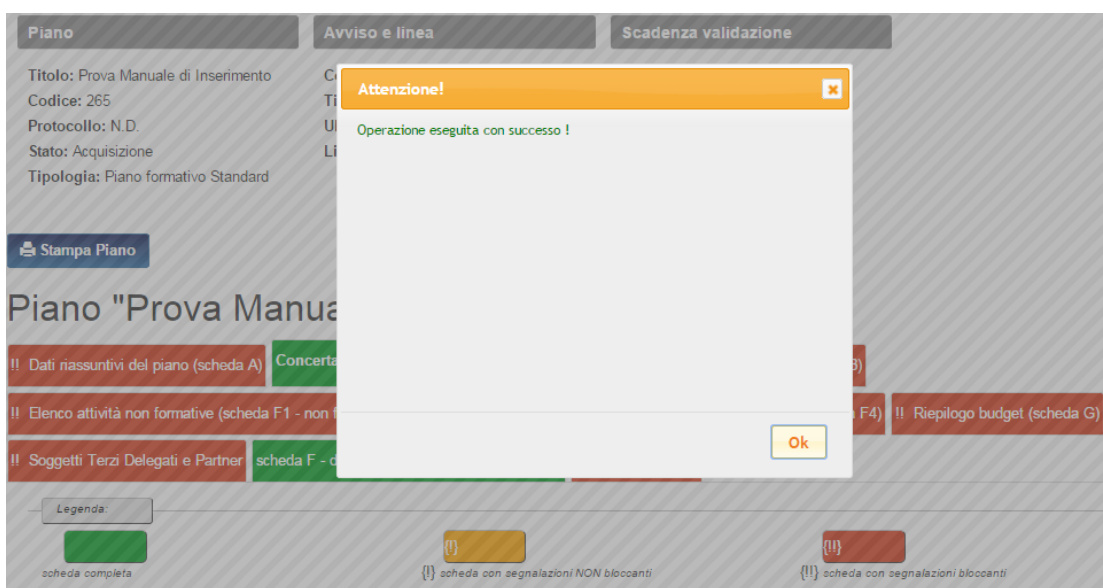 Piano
Avviso e linea
Scadenza validazione
Titolo: Prova Manuale di Inserimento
Codice: 265
Protocollo: N.D.
Stato: Acquisizione
Tipologia: Piano formativo Standard
Attenzione!
Operazione eseguita con successo !
Ok
Stampa Piano
Piano "Prova
!! Dati riassuntivi del piano (scheda A)
!! Elenco attività non formative (scheda F1 - non
F4)
!! Riepilogo budget (scheda G)
!! Soggetti Terzi Delegati e Partner
scheda F -
Legenda:
{!}
{!!}
scheda completa
{!} scheda con segnalazioni NON bloccanti
{!!} scheda con segnalazioni bloccanti